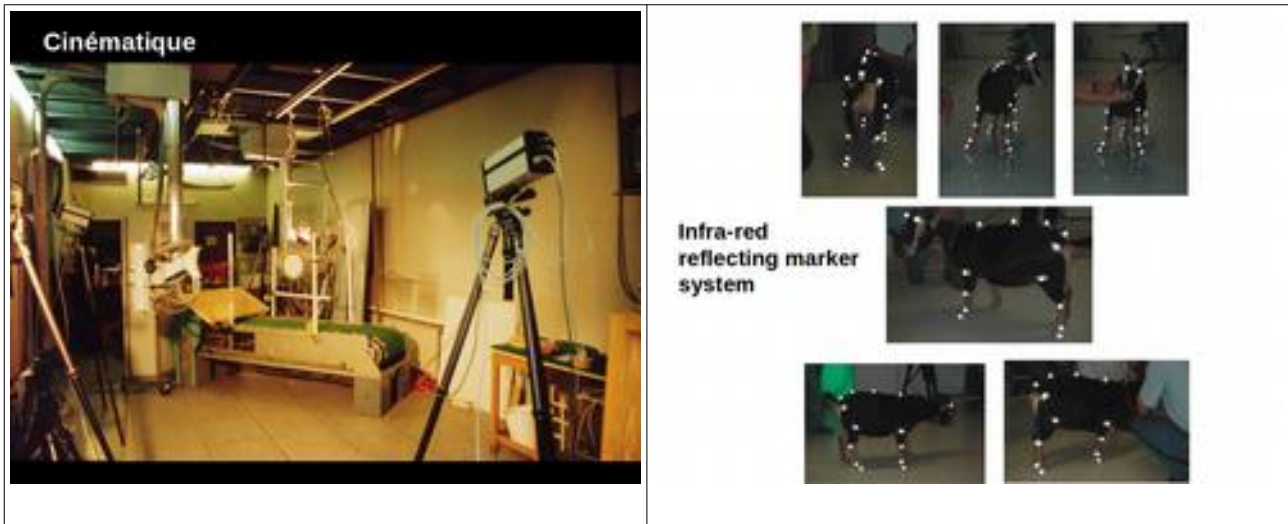 Cinématique
Infra-red
reflecting marker
system